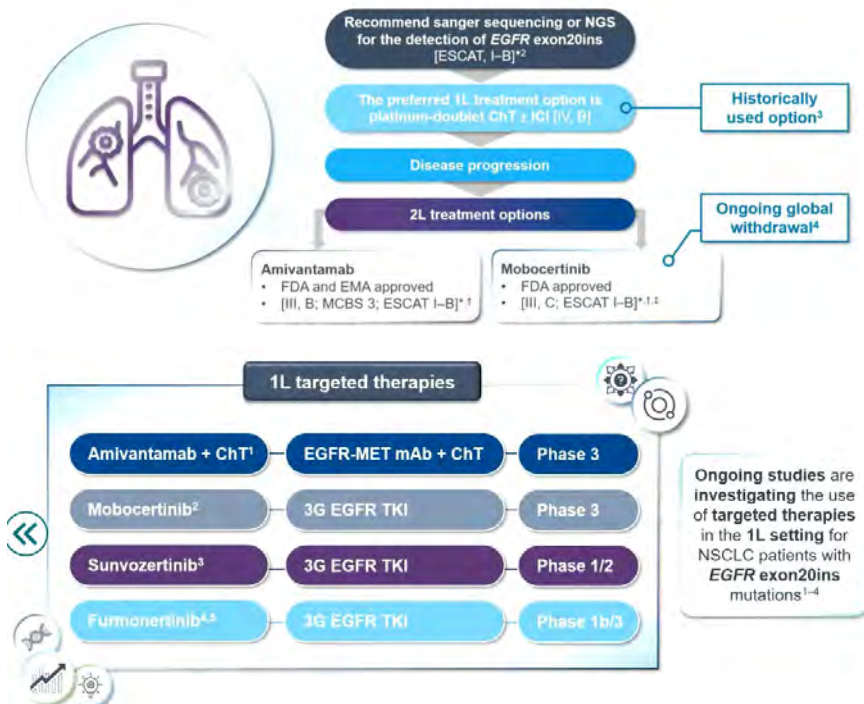 Recommend sanger sequencing or NGS
for the detection of EGFR exon20ins
[ESCAT, I–B]*²
The preferred 1L treatment option is
platinum-doublet ChT ± ICI [IV, B]
Historically
used option³
Disease progression
2L treatment options
Ongoing global
withdrawal⁴
Amivantamab
• FDA and EMA approved
• [III, B; MCBS 3; ESCAT I–B]*,†
Mobocertinib
• FDA approved
• [III, C; ESCAT I–B]*,†,‡
1L targeted therapies
Amivantamab + ChT¹
EGFR-MET mAb + ChT
Phase 3
Mobocertinib²
3G EGFR TKI
Phase 3
Sunvozertinib³
3G EGFR TKI
Phase 1/2
Furmonertinib⁴,⁵
3G EGFR TKI
Phase 1b/3
Ongoing studies are
investigating the use
of targeted therapies
in the 1L setting for
NSCLC patients with
EGFR exon20ins
mutations¹⁻⁴